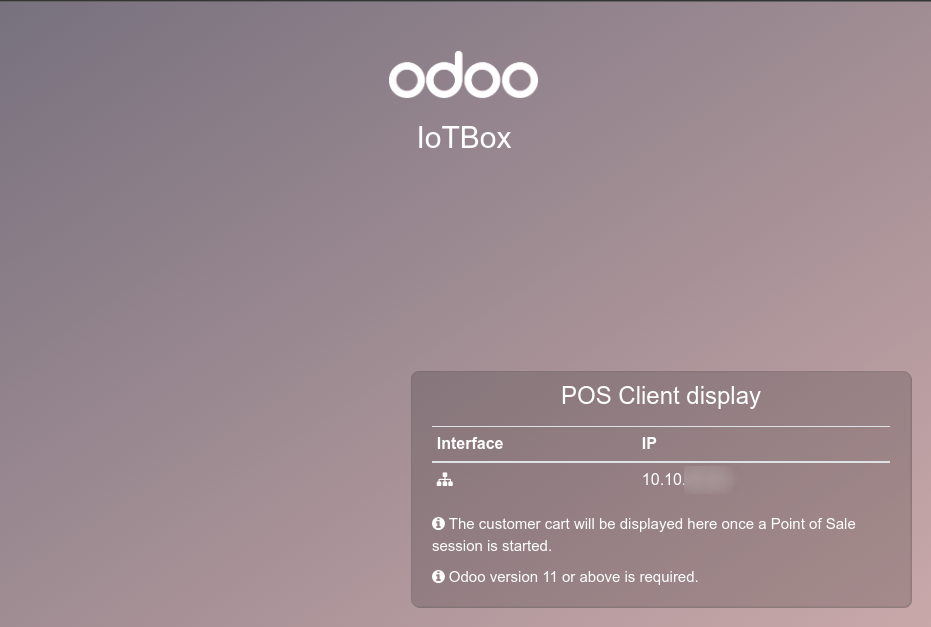 odoo
IoTBox
POS Client display
Interface IP
10.10.
The customer cart will be displayed here once a Point of Sale
session is started.
Odoo version 11 or above is required.